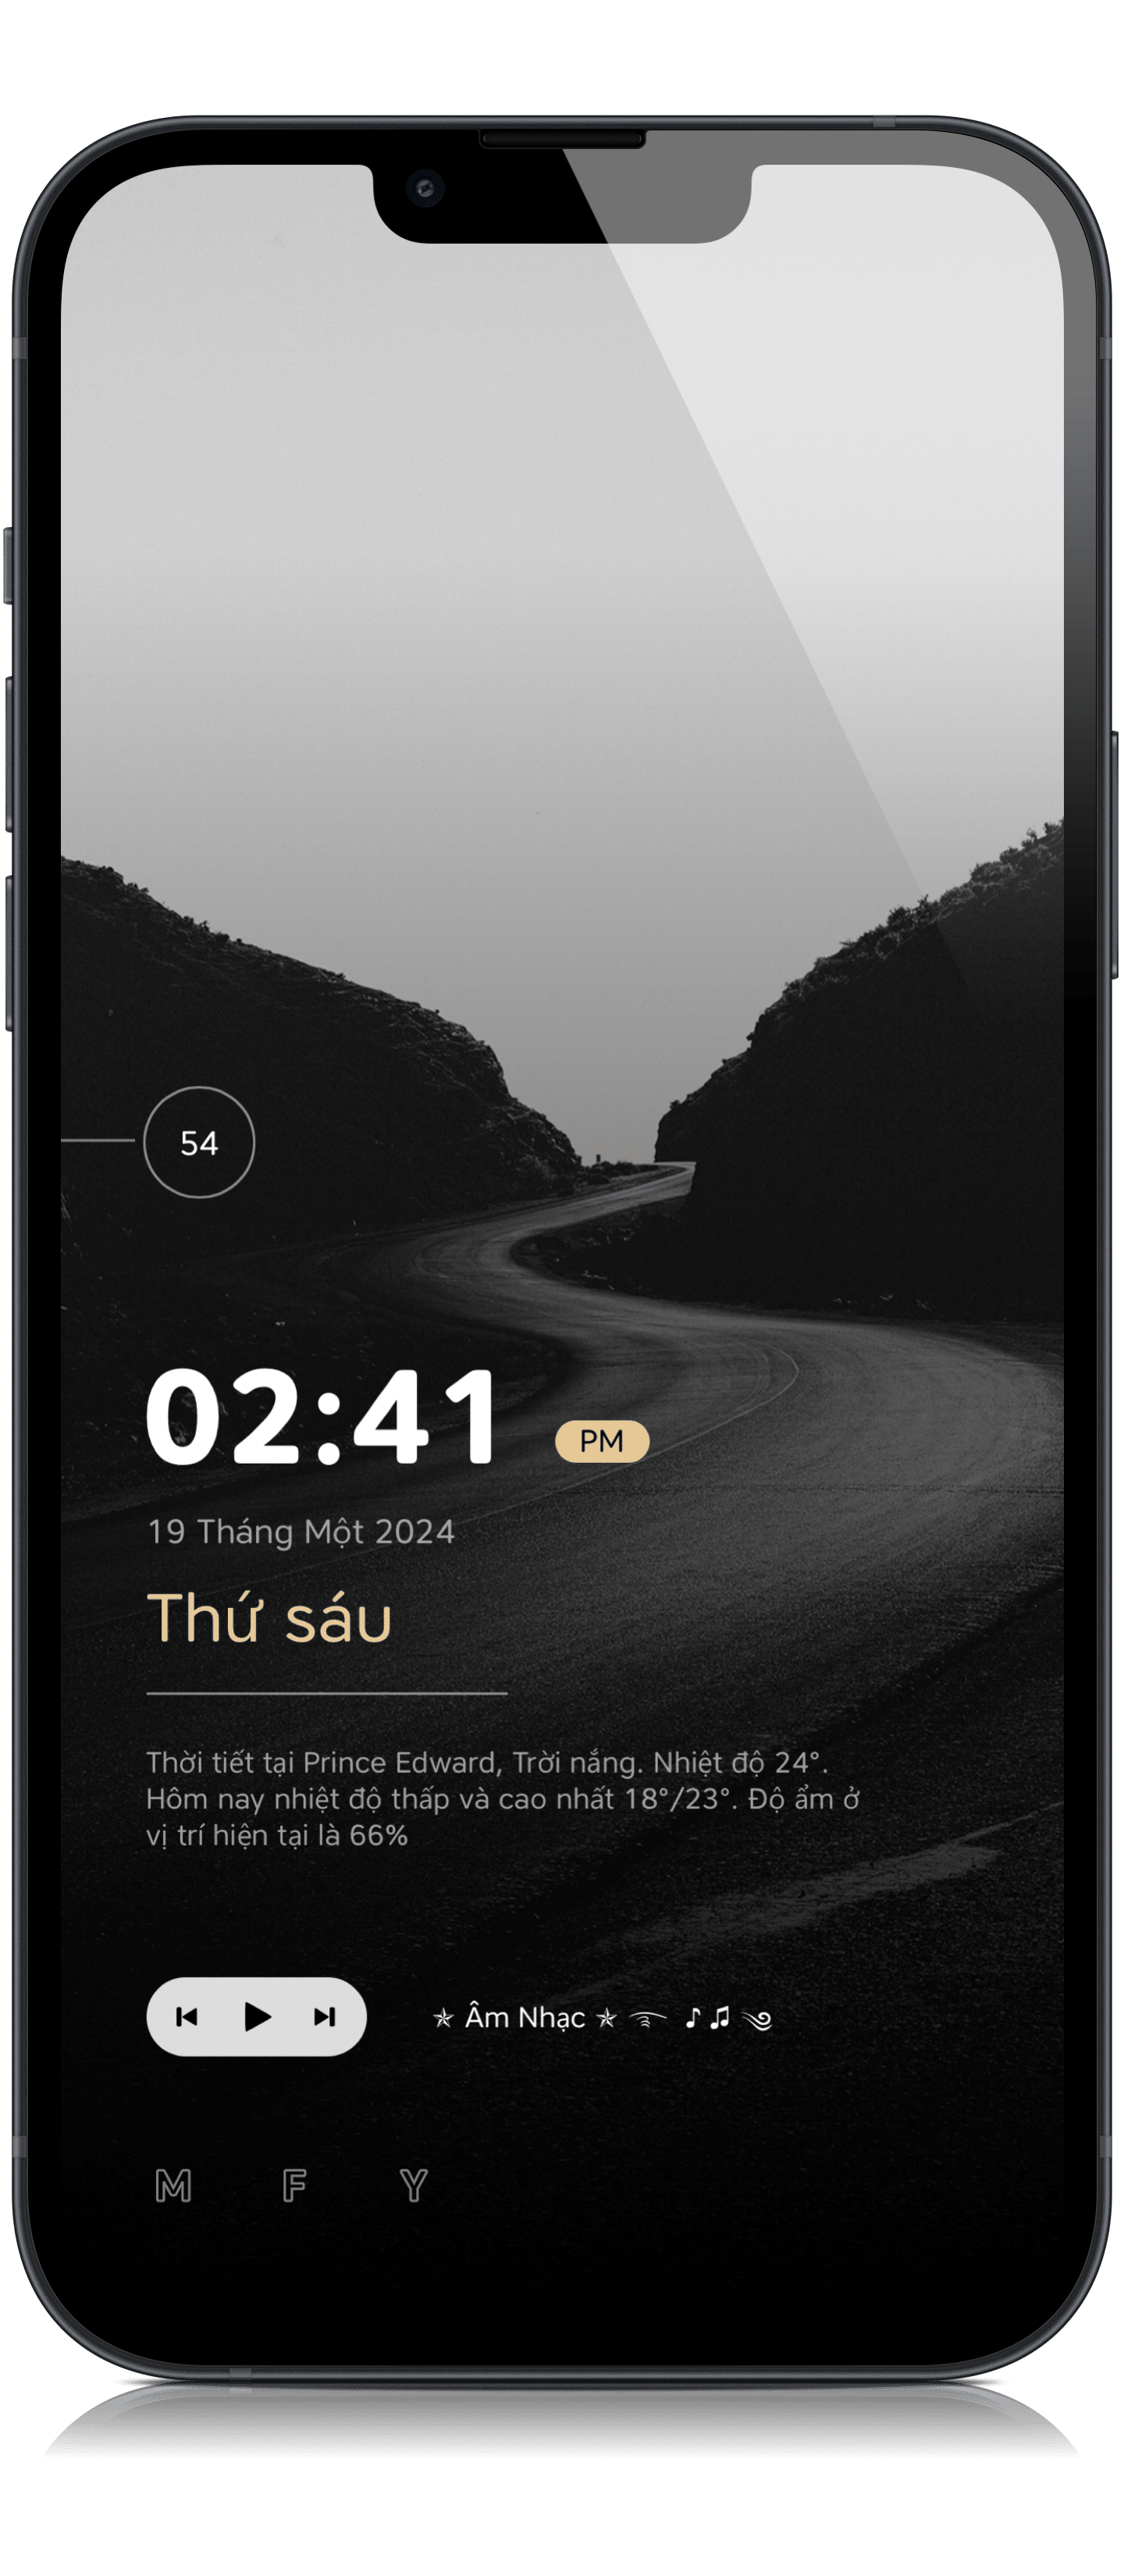 54
02:41 PM
19 Tháng Một 2024
Thứ sáu
Thời tiết tại Prince Edward, Trời nắng. Nhiệt độ 24°.
Hôm nay nhiệt độ thấp và cao nhất 18°/23°. Độ ẩm ở
vị trí hiện tại là 66%
✯ Âm Nhạc ✯ ♪ ♫
M F Y